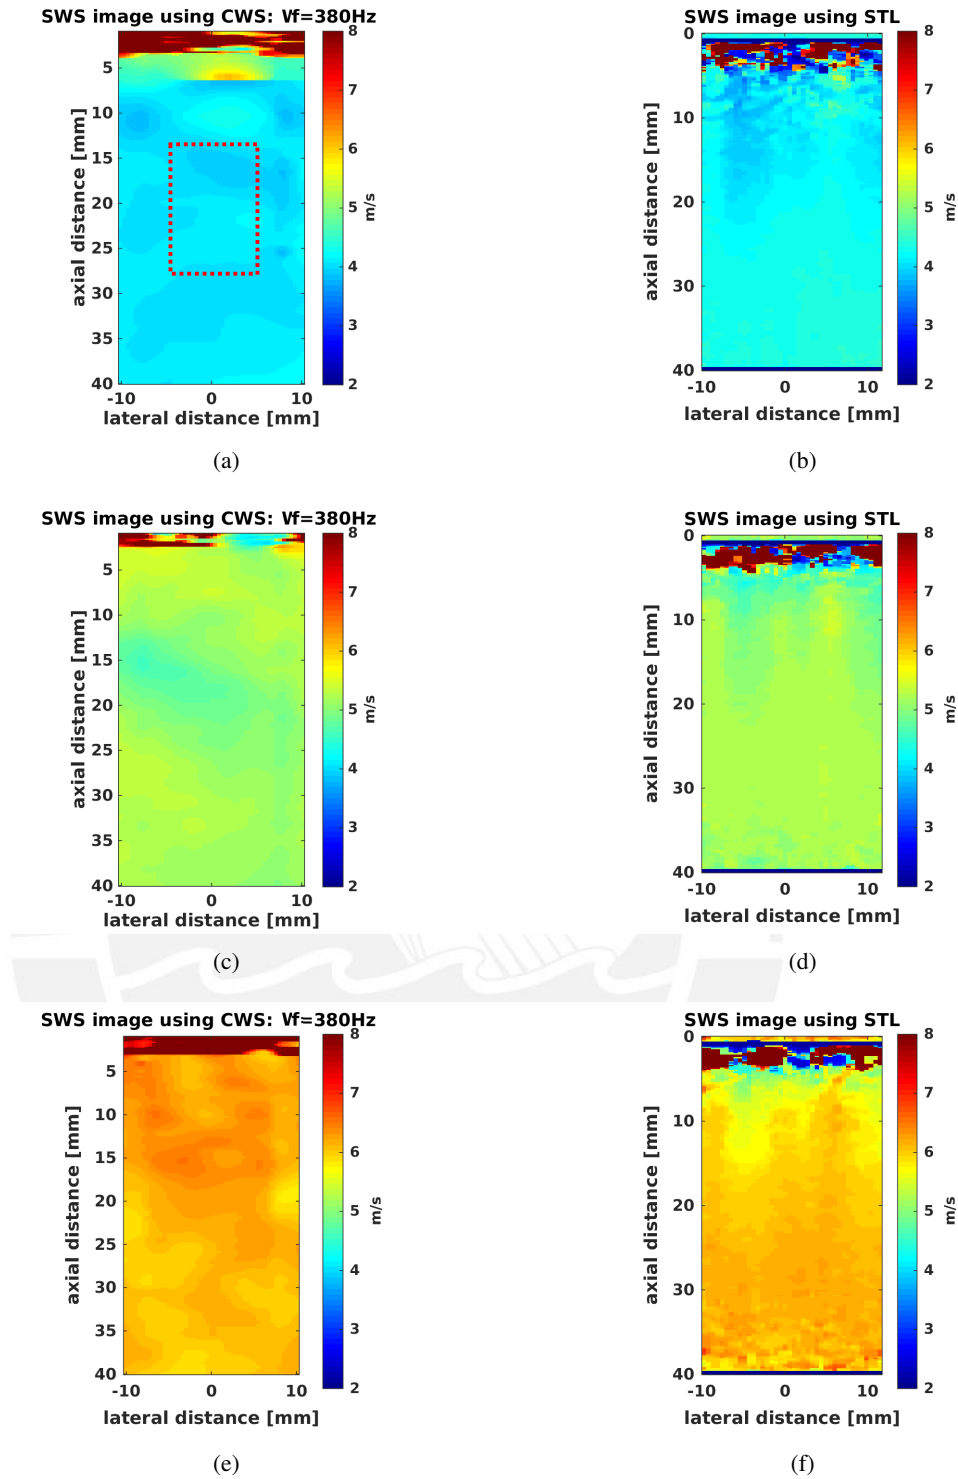 SWS image using CWS: Vf=380Hz
5
10
15
20
25
30
35
40
-10 0 10
axial distance [mm]
lateral distance [mm]
8
7
6
5
4
3
2
m/s
(a)
SWS image using STL
0
10
20
30
40
-10 0 10
axial distance [mm]
lateral distance [mm]
8
7
6
5
4
3
2
m/s
(b)
SWS image using CWS: Vf=380Hz
5
10
15
20
25
30
35
40
-10 0 10
axial distance [mm]
lateral distance [mm]
8
7
6
5
4
3
2
m/s
(c)
SWS image using STL
0
10
20
30
40
-10 0 10
axial distance [mm]
lateral distance [mm]
8
7
6
5
4
3
2
m/s
(d)
SWS image using CWS: Vf=380Hz
5
10
15
20
25
30
35
40
-10 0 10
axial distance [mm]
lateral distance [mm]
8
7
6
5
4
3
2
m/s
(e)
SWS image using STL
0
10
20
30
40
-10 0 10
axial distance [mm]
lateral distance [mm]
8
7
6
5
4
3
2
m/s
(f)